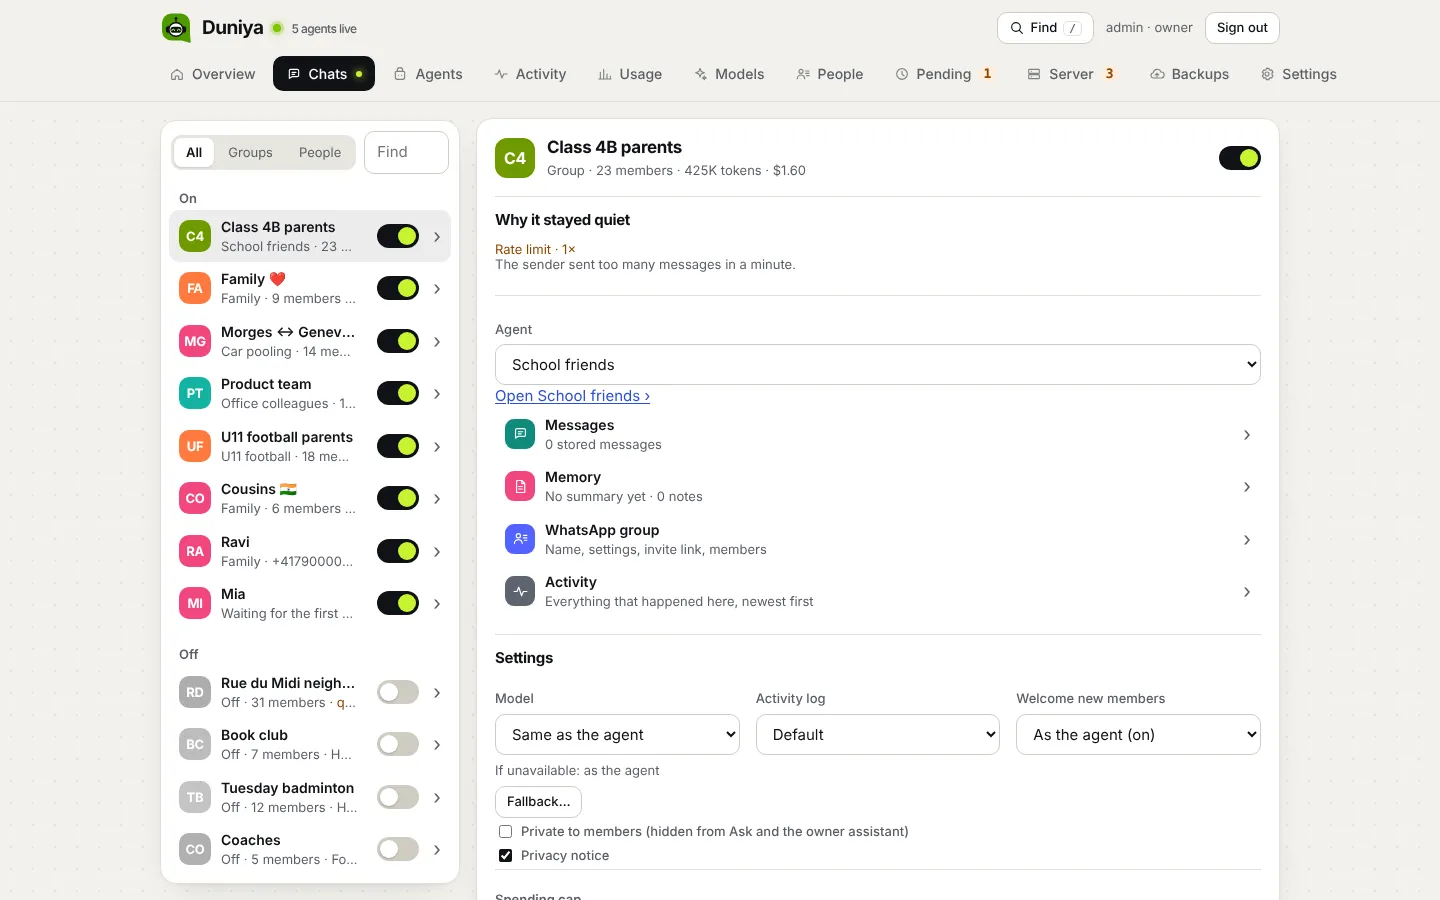 Duniya
5 agents live
Find /
admin · owner
Sign out
Overview
Chats
Agents
Activity
Usage
Models
People
Pending 1
Server 3
Backups
Settings
All
Groups
People
Find
On
C4
Class 4B parents
School friends · 23 ...
FA
Family ❤️
Family · 9 members ...
MG
Morges ↔ Genev...
Car pooling · 14 me...
PT
Product team
Office colleagues · 1...
UF
U11 football parents
U11 football · 18 me...
CO
Cousins 🇮🇳
Family · 6 members ...
RA
Ravi
Family · +41790000...
MI
Mia
Waiting for the first ...
Off
RD
Rue du Midi neigh...
Off · 31 members · q...
BC
Book club
Off · 7 members · H...
TB
Tuesday badminton
Off · 12 members · H...
CO
Coaches
Off · 5 members · Fo...
C4
Class 4B parents
Group · 23 members · 425K tokens · $1.60
Why it stayed quiet
Rate limit · 1×
The sender sent too many messages in a minute.
Agent
School friends
Open School friends ›
Messages
0 stored messages
Memory
No summary yet · 0 notes
WhatsApp group
Name, settings, invite link, members
Activity
Everything that happened here, newest first
Settings
Model
Activity log
Welcome new members
Same as the agent
Default
As the agent (on)
If unavailable: as the agent
Fallback...
Private to members (hidden from Ask and the owner assistant)
Privacy notice
Spending cap